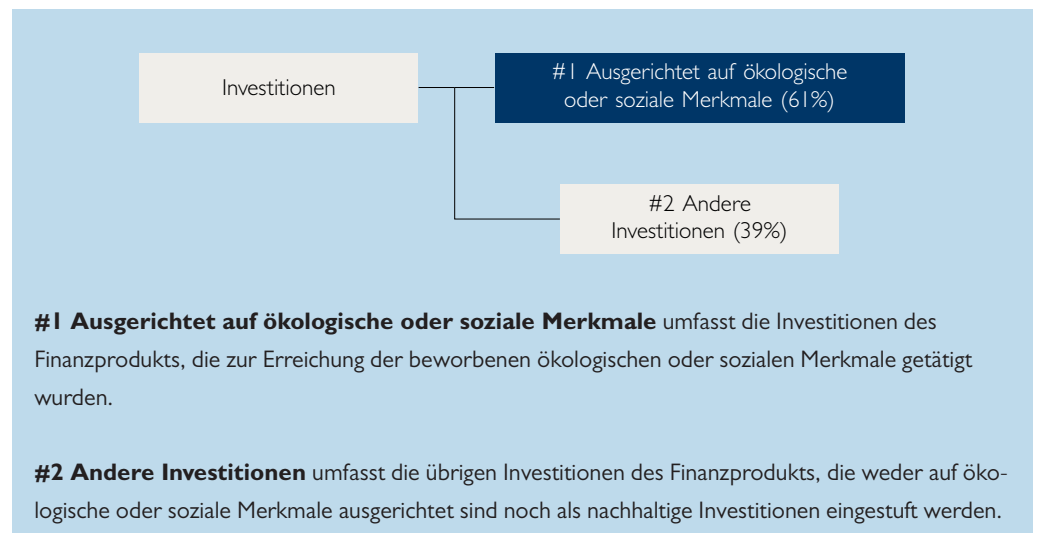 Investitionen
#1 Ausgerichtet auf ökologische
oder soziale Merkmale (61%)
#2 Andere
Investitionen (39%)
#1 Ausgerichtet auf ökologische oder soziale Merkmale umfasst die Investitionen des
Finanzprodukts, die zur Erreichung der beworbenen ökologischen oder sozialen Merkmale getätigt
wurden.
#2 Andere Investitionen umfasst die übrigen Investitionen des Finanzprodukts, die weder auf öko-
logische oder soziale Merkmale ausgerichtet sind noch als nachhaltige Investitionen eingestuft werden.